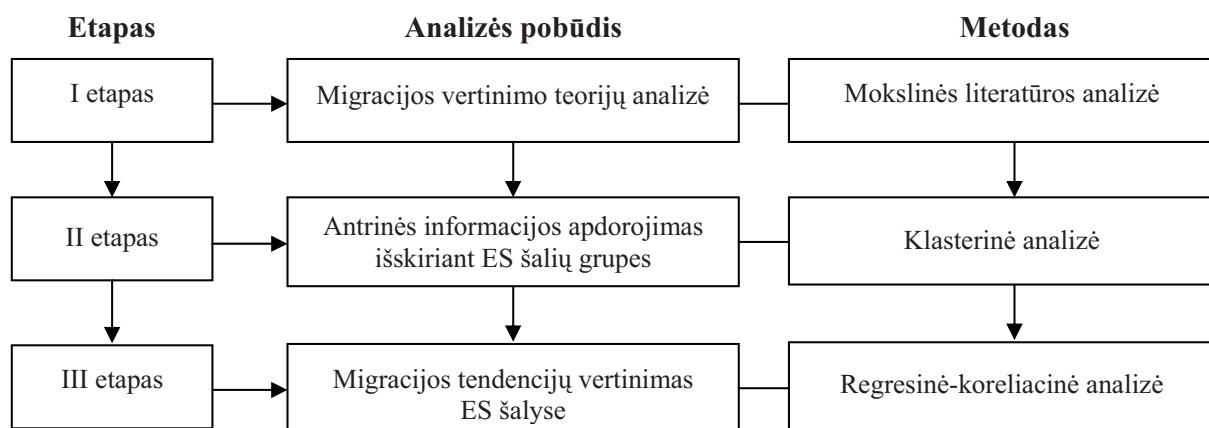 Etapas
Analizės pobūdis
Metodas
I etapas
Migracijos vertinimo teorijų analizė
Mokslinės literatūros analizė
II etapas
Antrinės informacijos apdorojimas
išskiriant ES šalių grupes
Klasterinė analizė
III etapas
Migracijos tendencijų vertinimas
ES šalyse
Regresinė-koreliacinė analizė